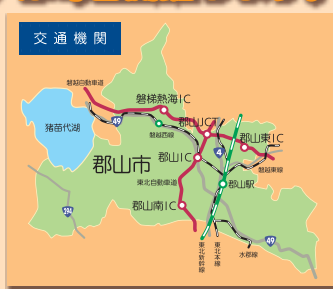 交通機関
磐越自動車道
磐梯熱海IC
猪苗代湖
49
磐越西線
郡山JCT
4
郡山東IC
郡山市
郡山IC
磐越東線
東北自動車道
郡山駅
294
郡山南IC
東北新幹線
東北本線
水郡線
49